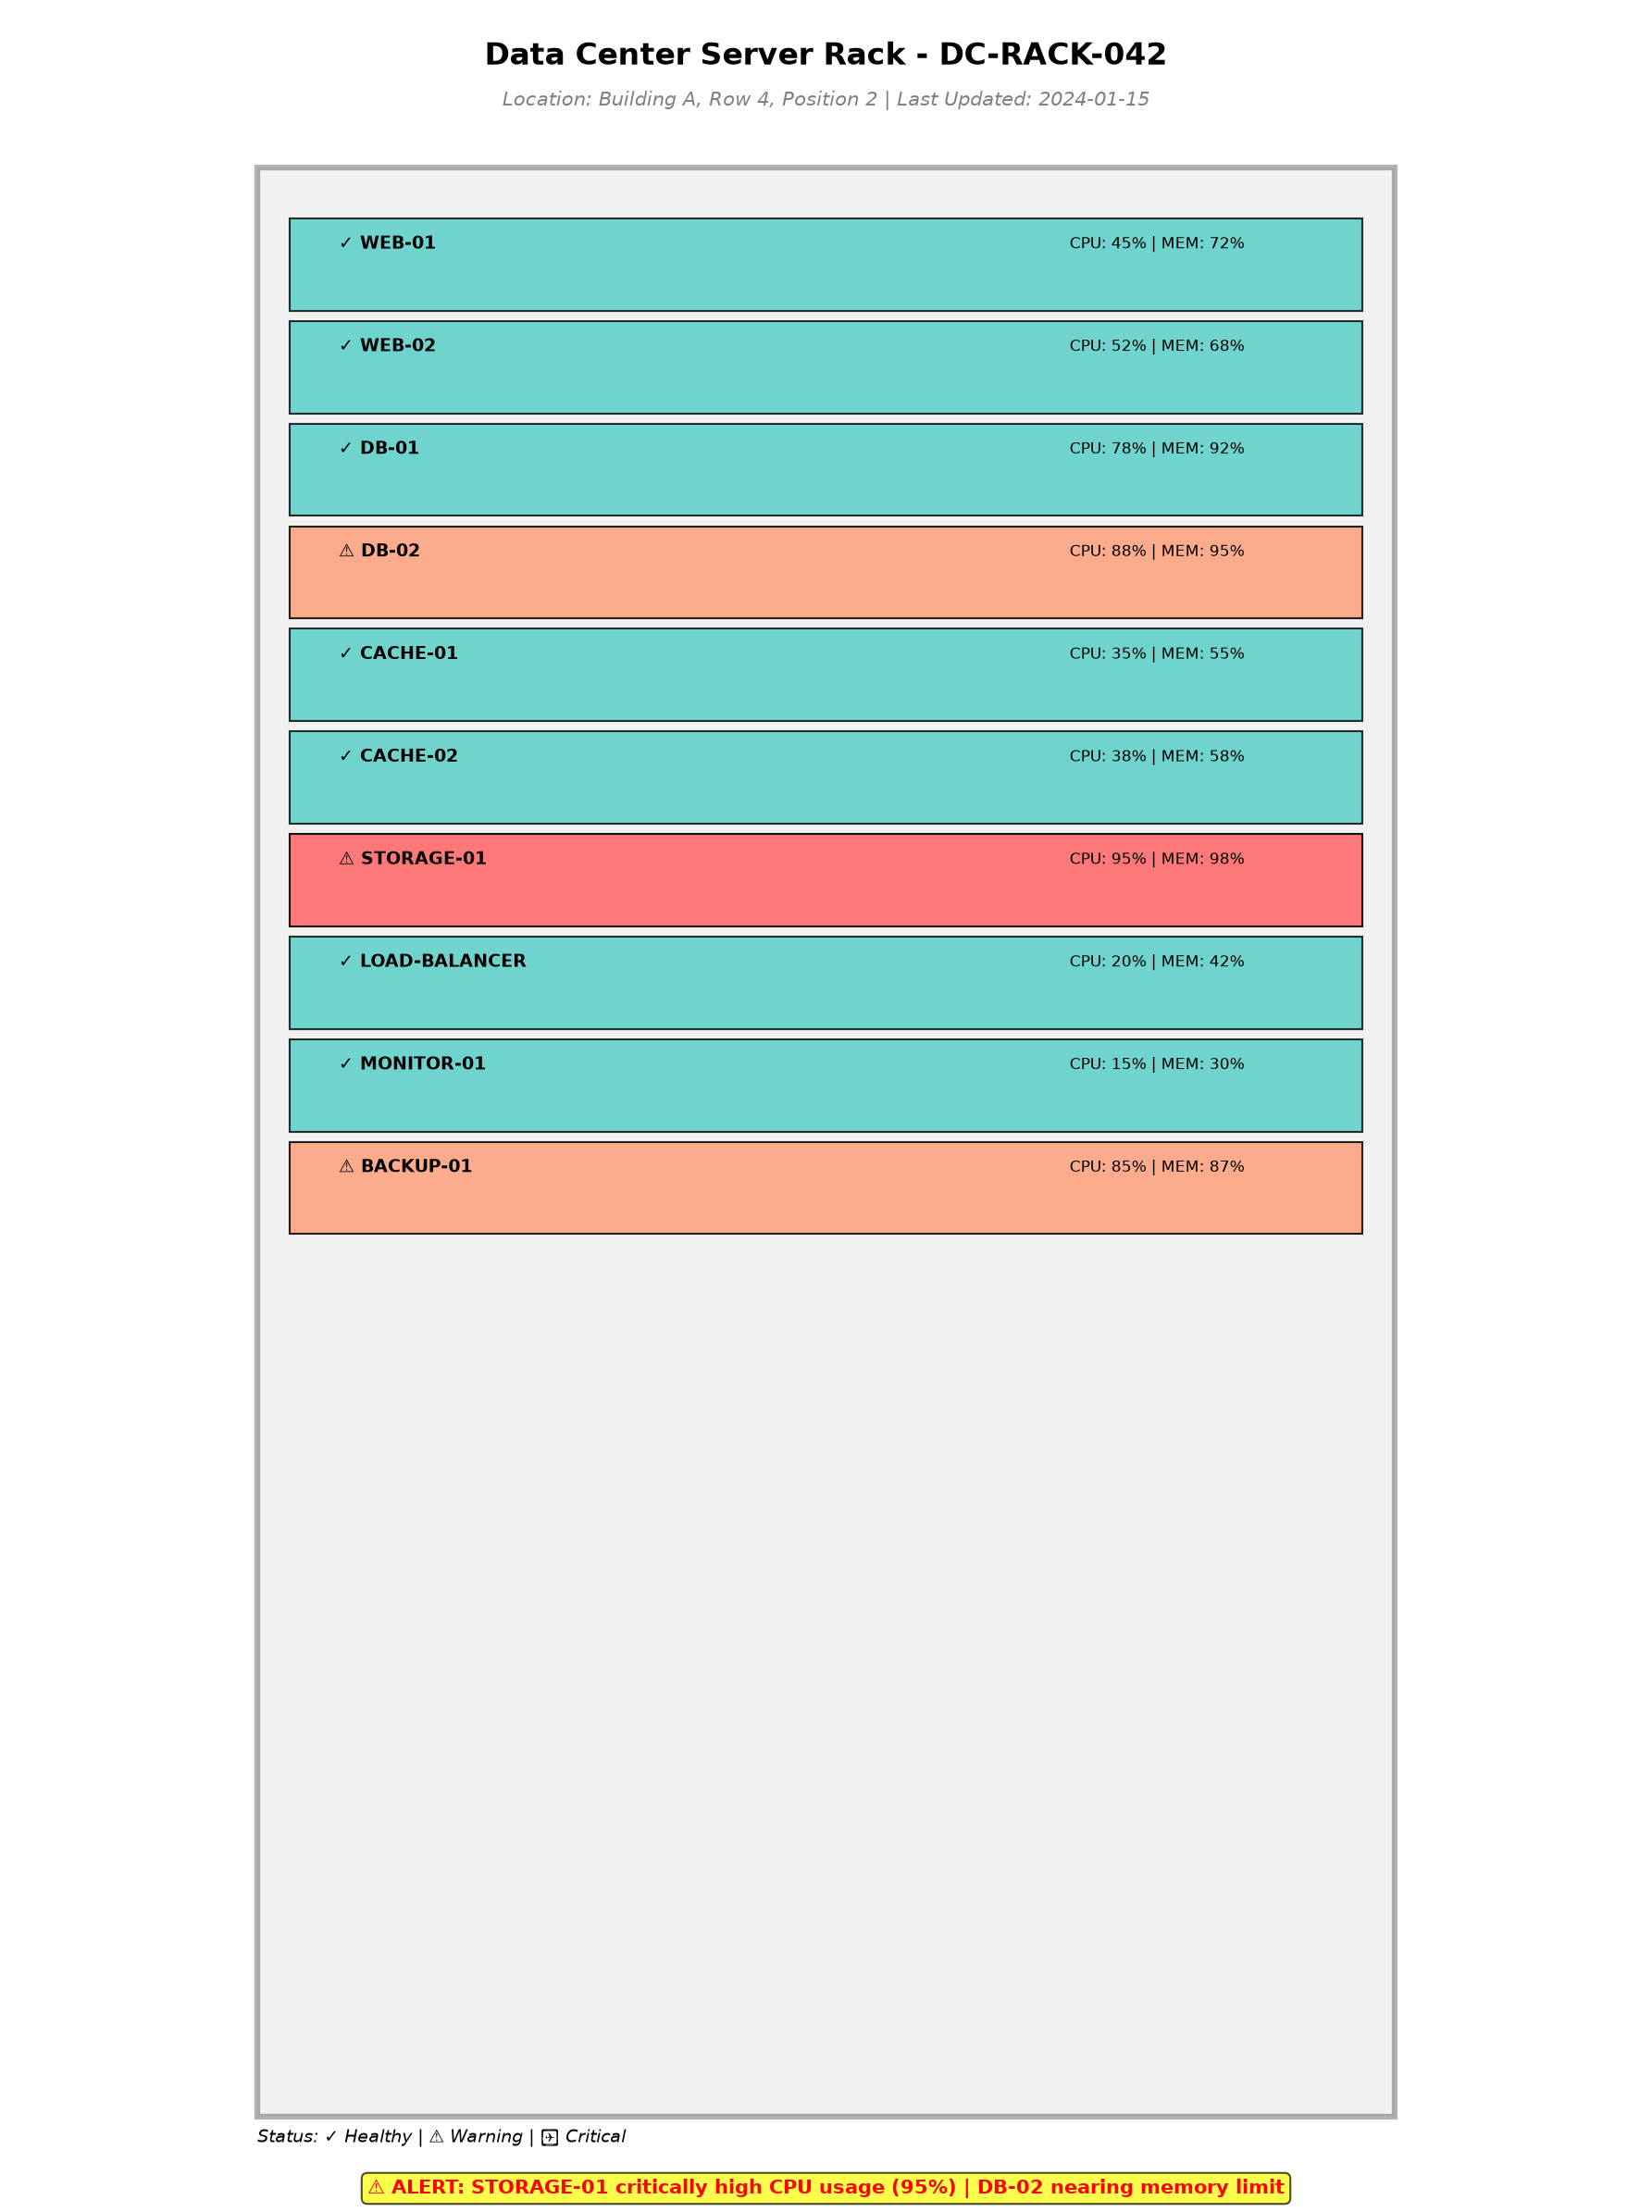 Data Center Server Rack - DC-RACK-042
Location: Building A, Row 4, Position 2 | Last Updated: 2024-01-15
✓ WEB-01 CPU: 45% | MEM: 72%
✓ WEB-02 CPU: 52% | MEM: 68%
✓ DB-01 CPU: 78% | MEM: 92%
⚠ DB-02 CPU: 88% | MEM: 95%
✓ CACHE-01 CPU: 35% | MEM: 55%
✓ CACHE-02 CPU: 38% | MEM: 58%
⚠ STORAGE-01 CPU: 95% | MEM: 98%
✓ LOAD-BALANCER CPU: 20% | MEM: 42%
✓ MONITOR-01 CPU: 15% | MEM: 30%
⚠ BACKUP-01 CPU: 85% | MEM: 87%
Status: ✓ Healthy | ⚠ Warning | Critical
⚠ ALERT: STORAGE-01 critically high CPU usage (95%) | DB-02 nearing memory limit